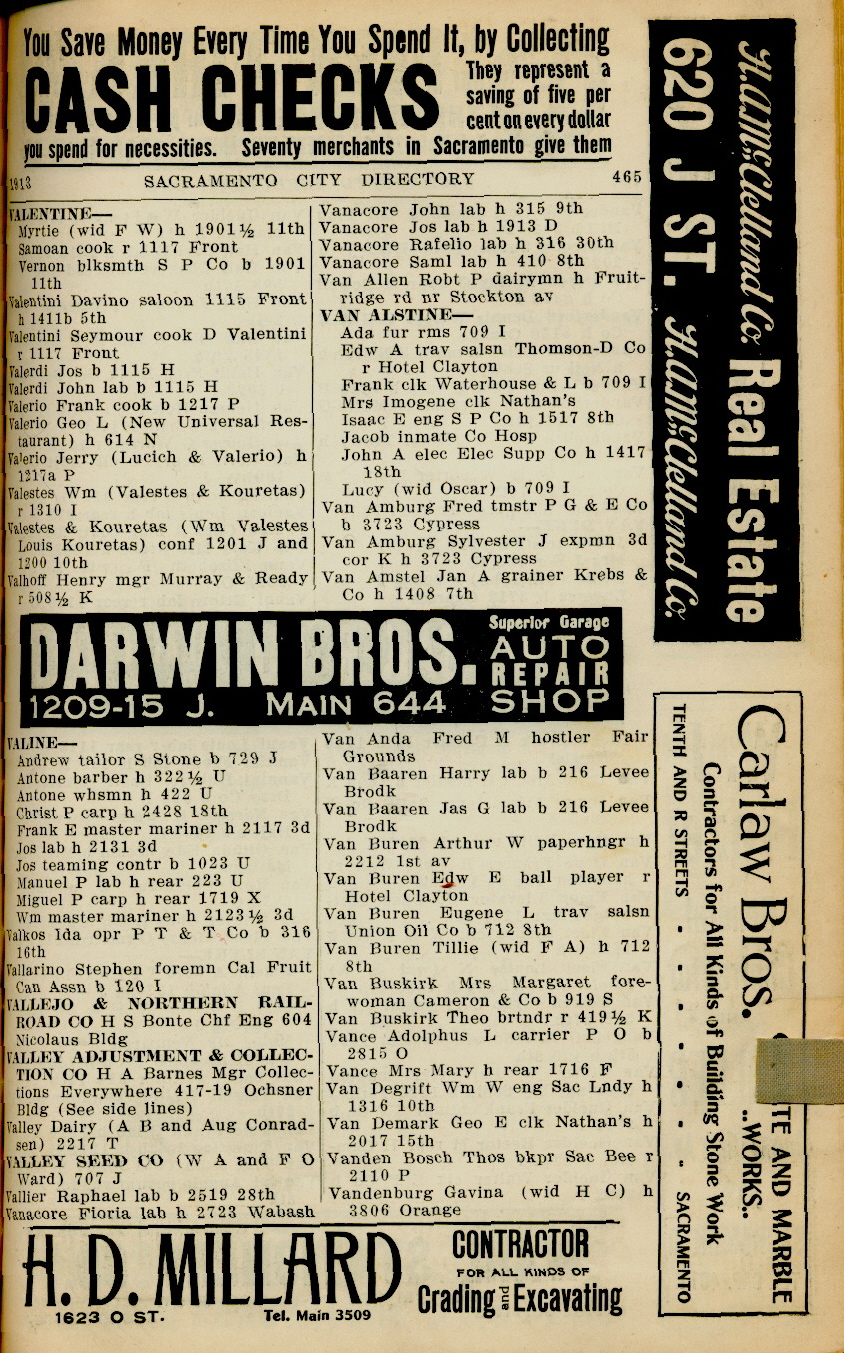 You Save Money Every Time You Spend It, by Collecting
CASH CHECKS
They represent a
saving of five per
cent on every dollar
you spend for necessities. Seventy merchants in Sacramento give them
1913 SACRAMENTO CITY DIRECTORY 465
VALENTINE—
Myrtie (wid F W) h 1901½ 11th
Samoan cook r 1117 Front
Vernon blksmth S P Co b 1901
11th
Valentini Davino saloon 1115 Front
h 1411b 5th
Valentini Seymour cook D Valentini
r 1117 Front
Valerdi Jos b 1115 H
Valerdi John lab b 1115 H
Valerio Frank cook b 1217 P
Valerio Geo L (New Universal Res-
taurant) h 614 N
Valerio Jerry (Lucich & Valerio) h
1217a P
Valestes Wm (Valestes & Kouretas)
r 1310 I
Valestes & Kouretas (Wm Valestes
Louis Kouretas) conf 1201 J and
1200 10th
Valhoff Henry mgr Murray & Ready
r 508½ K
Vanacore John lab h 315 9th
Vanacore Jos lab h 1913 D
Vanacore Rafelio lab h 316 30th
Vanacore Saml lab h 410 8th
Van Allen Robt P dairymn h Fruit-
ridge rd nr Stockton av
VAN ALSTINE—
Ada fur rms 709 I
Edw A trav salsn Thomson-D Co
r Hotel Clayton
Frank clk Waterhouse & L b 709 I
Mrs Imogene clk Nathan's
Isaac E eng S P Co h 1517 8th
Jacob inmate Co Hosp
John A elec Elec Supp Co h 1417
18th
Lucy (wid Oscar) b 709 I
Van Amburg Fred tmstr P G & E Co
b 3723 Cypress
Van Amburg Sylvester J expmn 3d
cor K h 3723 Cypress
Van Amstel Jan A grainer Krebs &
Co h 1408 7th
DARWIN BROS.
Superior Garage
AUTO
REPAIR
SHOP
1209-15 J. MAIN 644
VALINE—
Andrew tailor S Stone b 729 J
Antone barber h 322½ U
Antone whsmn h 422 U
Christ P carp h 2428 18th
Frank E master mariner h 2117 3d
Jos lab h 2131 3d
Jos teaming contr b 1023 U
Manuel P lab h rear 223 U
Miguel P carp h rear 1719 X
Wm master mariner h 2123½ 3d
Valkos Ida opr P T & T Co b 316
16th
Vallarino Stephen foremn Cal Fruit
Can Assn b 120 I
VALLEJO & NORTHERN RAIL-
ROAD CO H S Bonte Chf Eng 604
Nicolaus Bldg
VALLEY ADJUSTMENT & COLLEC-
TION CO H A Barnes Mgr Collec-
tions Everywhere 417-19 Ochsner
Bldg (See side lines)
Valley Dairy (A B and Aug Conrad-
sen) 2217 T
VALLEY SEED CO (W A and F O
Ward) 707 J
Vallier Raphael lab b 2519 28th
Vanacore Floria lab h 2723 Wabash
Van Anda Fred M hostler Fair
Grounds
Van Baaren Harry lab b 216 Levee
Brodk
Van Baaren Jas G lab b 216 Levee
Brodk
Van Buren Arthur W paperhngr h
2212 1st av
Van Buren Edw E ball player r
Hotel Clayton
Van Buren Eugene L trav salsn
Union Oil Co b 712 8th
Van Buren Tillie (wid F A) h 712
8th
Van Buskirk Mrs Margaret fore-
woman Cameron & Co b 919 S
Van Buskirk Theo brtndr r 419½ K
Vance Adolphus L carrier P O b
2815 O
Vance Mrs Mary h rear 1716 F
Van Degrift Wm W eng Sac Lndy h
1316 10th
Van Demark Geo E clk Nathan's h
2017 15th
Vanden Bosch Thos bkpr Sac Bee r
2110 P
Vandenburg Gavina (wid H C) h
3806 Orange
H. D. MILLARD
1623 O ST. Tel. Main 3509
CONTRACTOR
FOR ALL KINDS OF
Grading and Excavating
H.A. McClelland Co. Real Estate
620 J ST. H.A. McClelland Co.
Carlaw Bros. TE AND MARBLE
..WORKS..
Contractors for All Kinds of Building Stone Work
TENTH AND R STREETS - - - - - - - SACRAMENTO